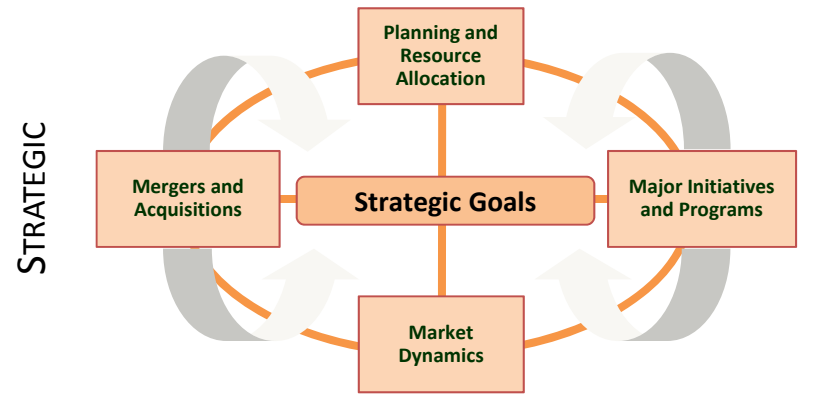 STRATEGIC
Planning and
Resource
Allocation
Mergers and
Acquisitions
Strategic Goals
Major Initiatives
and Programs
Market
Dynamics